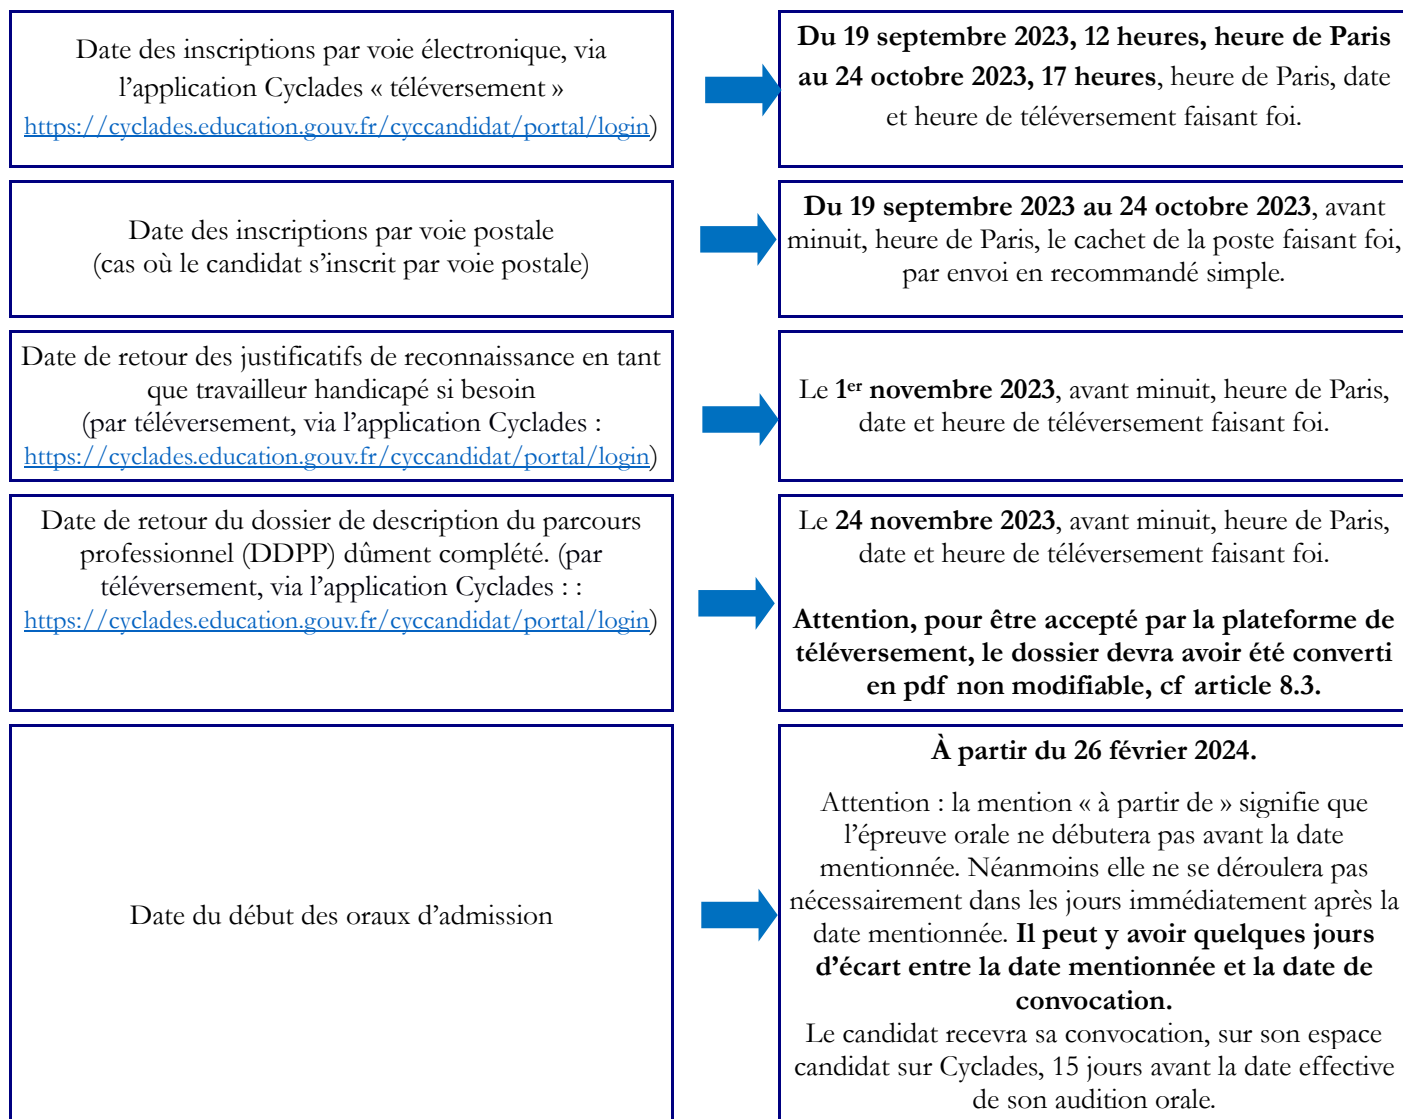 Date des inscriptions par voie électronique, via
l’application Cyclades « téléversement »
https://cyclades.education.gouv.fr/cyccandidat/portal/login)
Du 19 septembre 2023, 12 heures, heure de Paris
au 24 octobre 2023, 17 heures, heure de Paris, date
et heure de téléversement faisant foi.
Date des inscriptions par voie postale
(cas où le candidat s’inscrit par voie postale)
Du 19 septembre 2023 au 24 octobre 2023, avant
minuit, heure de Paris, le cachet de la poste faisant foi,
par envoi en recommandé simple.
Date de retour des justificatifs de reconnaissance en tant
que travailleur handicapé si besoin
(par téléversement, via l’application Cyclades :
https://cyclades.education.gouv.fr/cyccandidat/portal/login)
Le 1er novembre 2023, avant minuit, heure de Paris,
date et heure de téléversement faisant foi.
Date de retour du dossier de description du parcours
professionnel (DDPP) dûment complété. (par
téléversement, via l’application Cyclades : :
https://cyclades.education.gouv.fr/cyccandidat/portal/login)
Le 24 novembre 2023, avant minuit, heure de Paris,
date et heure de téléversement faisant foi.
Attention, pour être accepté par la plateforme de
téléversement, le dossier devra avoir été converti
en pdf non modifiable, cf article 8.3.
Date du début des oraux d’admission
À partir du 26 février 2024.
Attention : la mention « à partir de » signifie que
l’épreuve orale ne débutera pas avant la date
mentionnée. Néanmoins elle ne se déroulera pas
nécessairement dans les jours immédiatement après la
date mentionnée. Il peut y avoir quelques jours
d’écart entre la date mentionnée et la date de
convocation.
Le candidat recevra sa convocation, sur son espace
candidat sur Cyclades, 15 jours avant la date effective
de son audition orale.